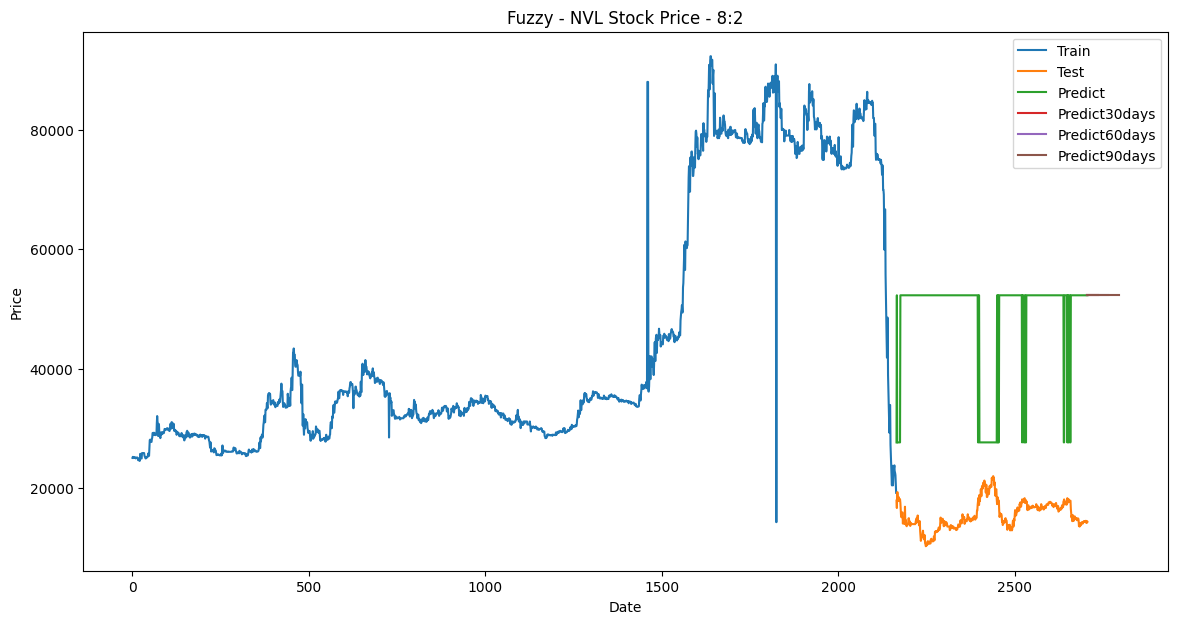 Fuzzy - NVL Stock Price - 8:2
Train
Test
Predict
Predict30days
Predict60days
Predict90days
80000
60000
40000
20000
Price
0
500
1000
1500
2000
2500
Date